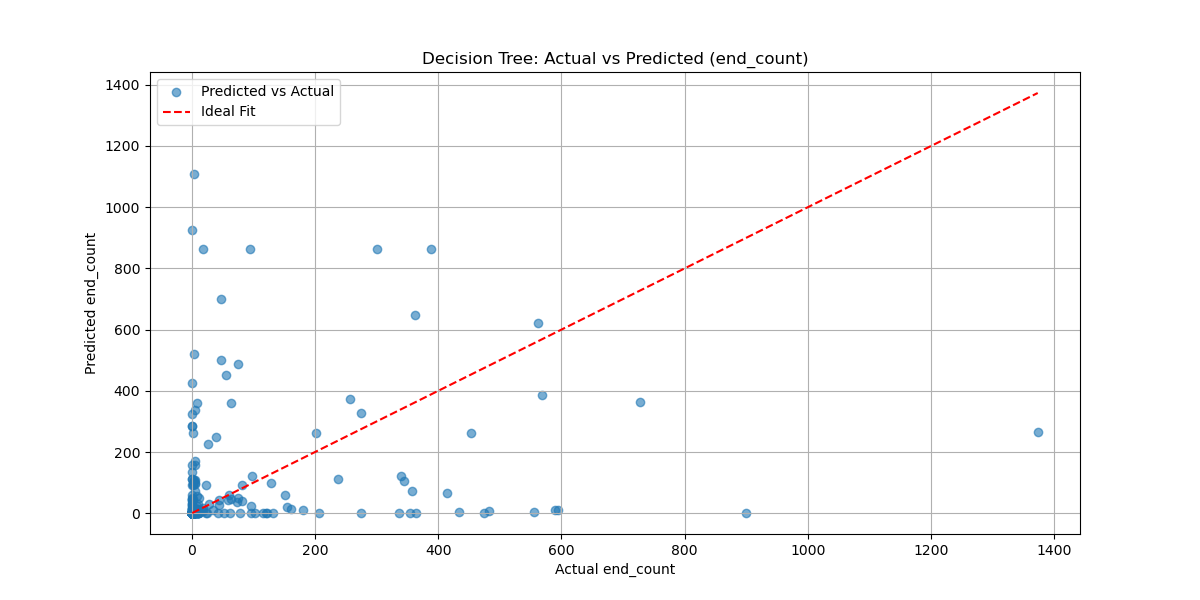 Decision Tree: Actual vs Predicted (end_count)
Predicted vs Actual
Ideal Fit
Predicted end_count
1400
1200
1000
800
600
400
200
0
0 200 400 600 800 1000 1200 1400
Actual end_count